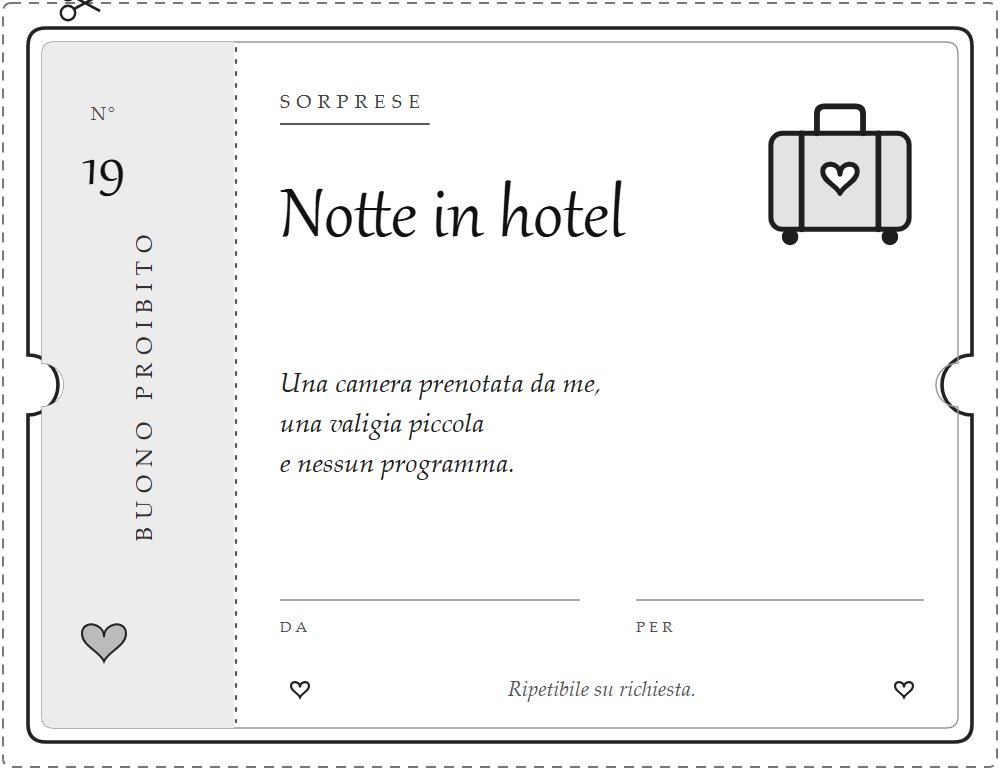 N°
19
BUONO PROIBITO
SORPRESE
Notte in hotel
Una camera prenotata da me,
una valigia piccola
e nessun programma.
DA
PER
Ripetibile su richiesta.